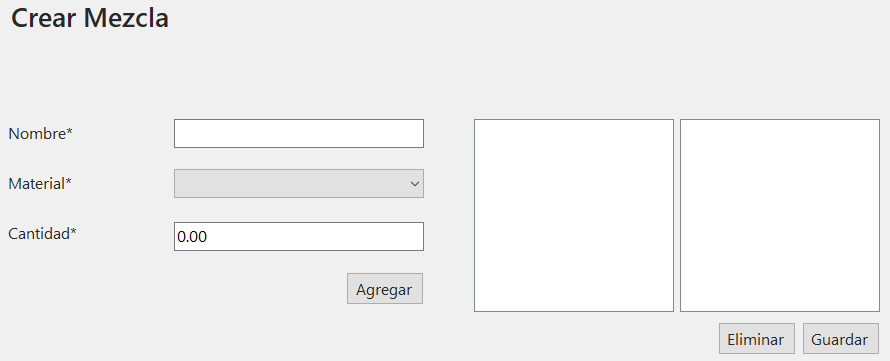 Crear Mezcla
Nombre*
Material*
Cantidad*
0.00
Agregar
Eliminar
Guardar